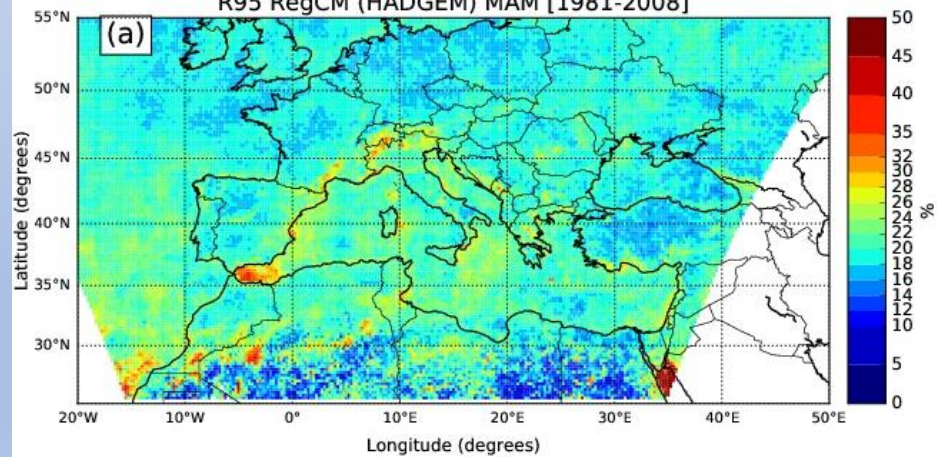 R95 RegCM (HADGEM) MAM [1981-2008]
(a)
55°N
50°N
45°N
40°N
35°N
30°N
Latitude (degrees)
20°W 10°W 0° 10°E 20°E 30°E 40°E 50°E
Longitude (degrees)
50
45
40
35
32
30
28
26
24
22
20
18
16
14
12
10
5
0
%